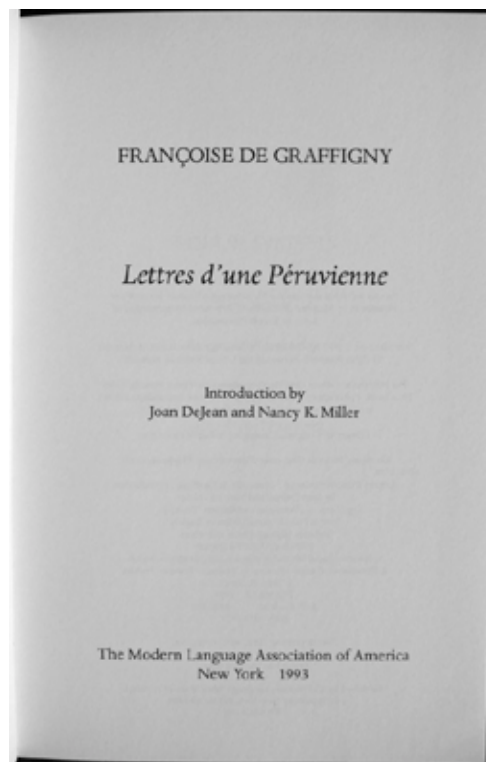 FRANÇOISE DE GRAFFIGNY
Lettres d'une Péruvienne
Introduction by
Joan DeJean and Nancy K. Miller
The Modern Language Association of America
New York 1993